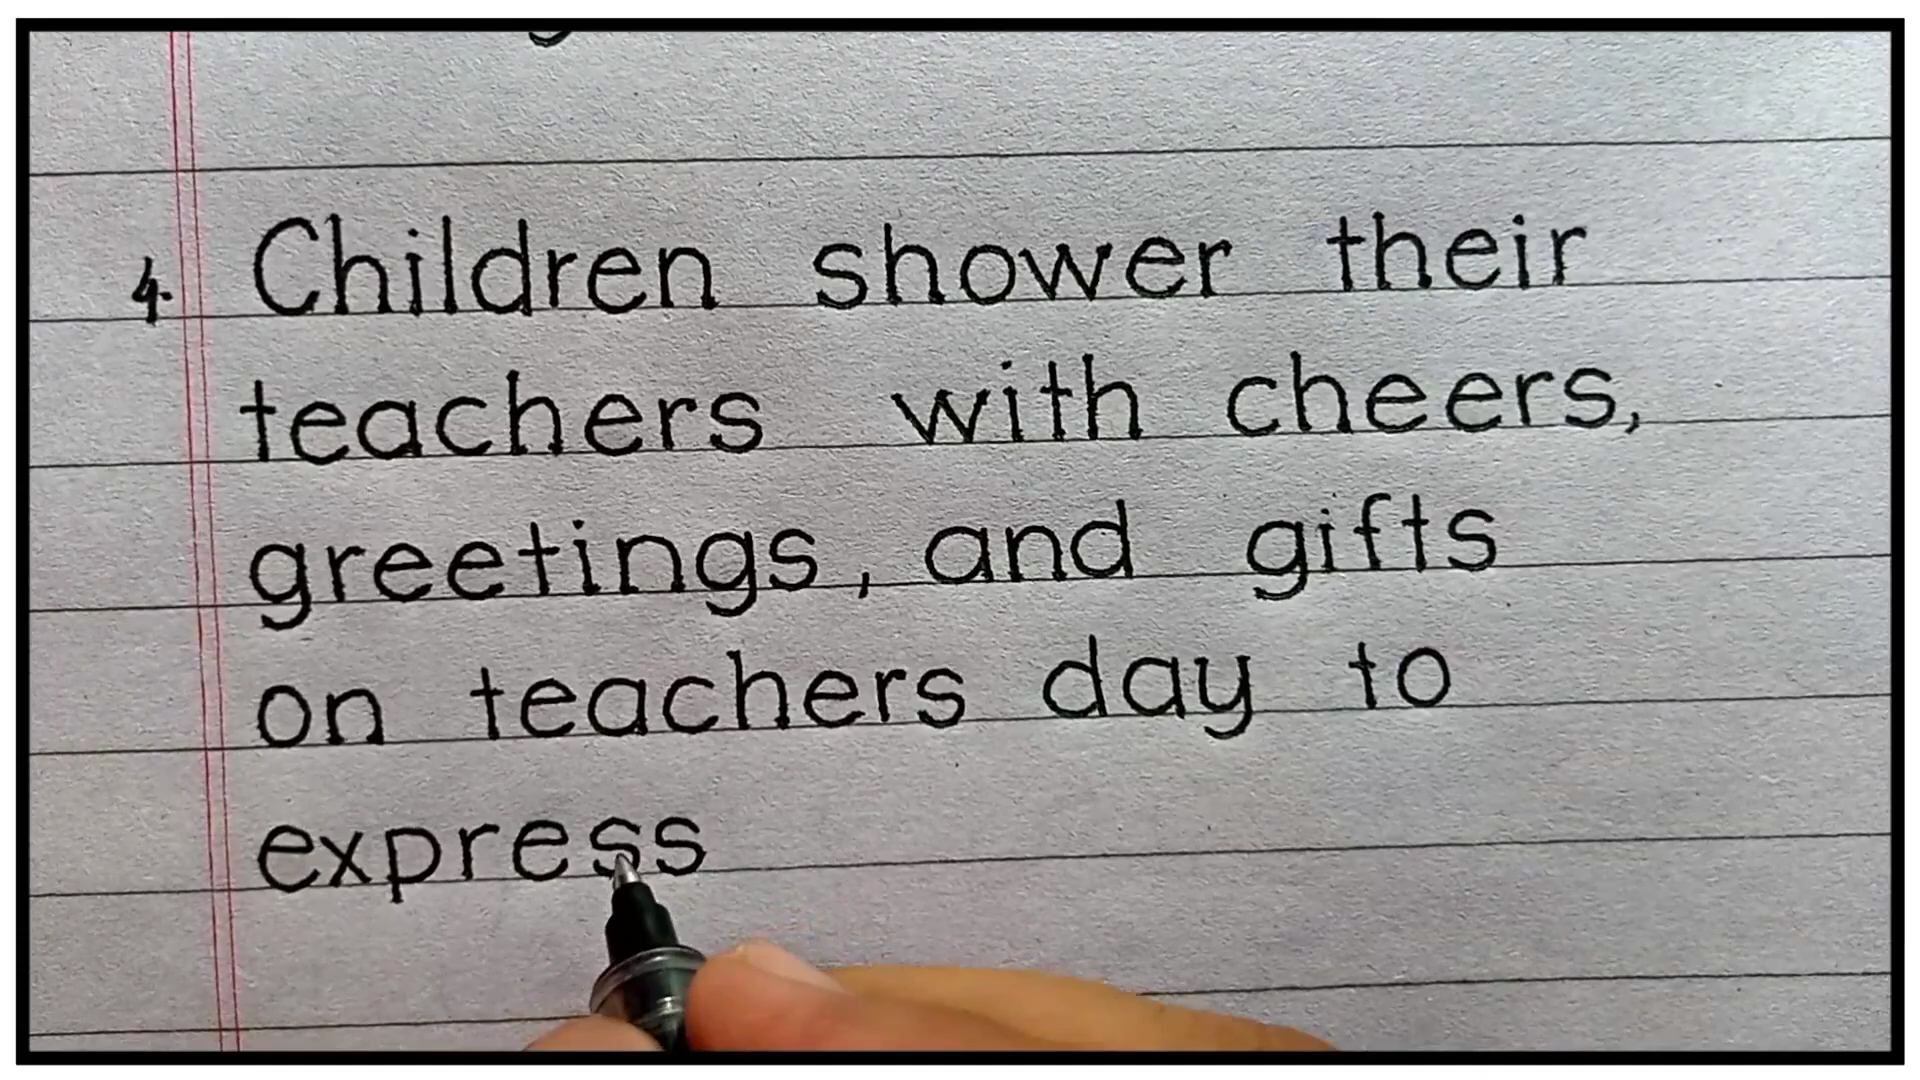 4. Children shower their
teachers with cheers,
greetings, and gifts
on teachers day to
express